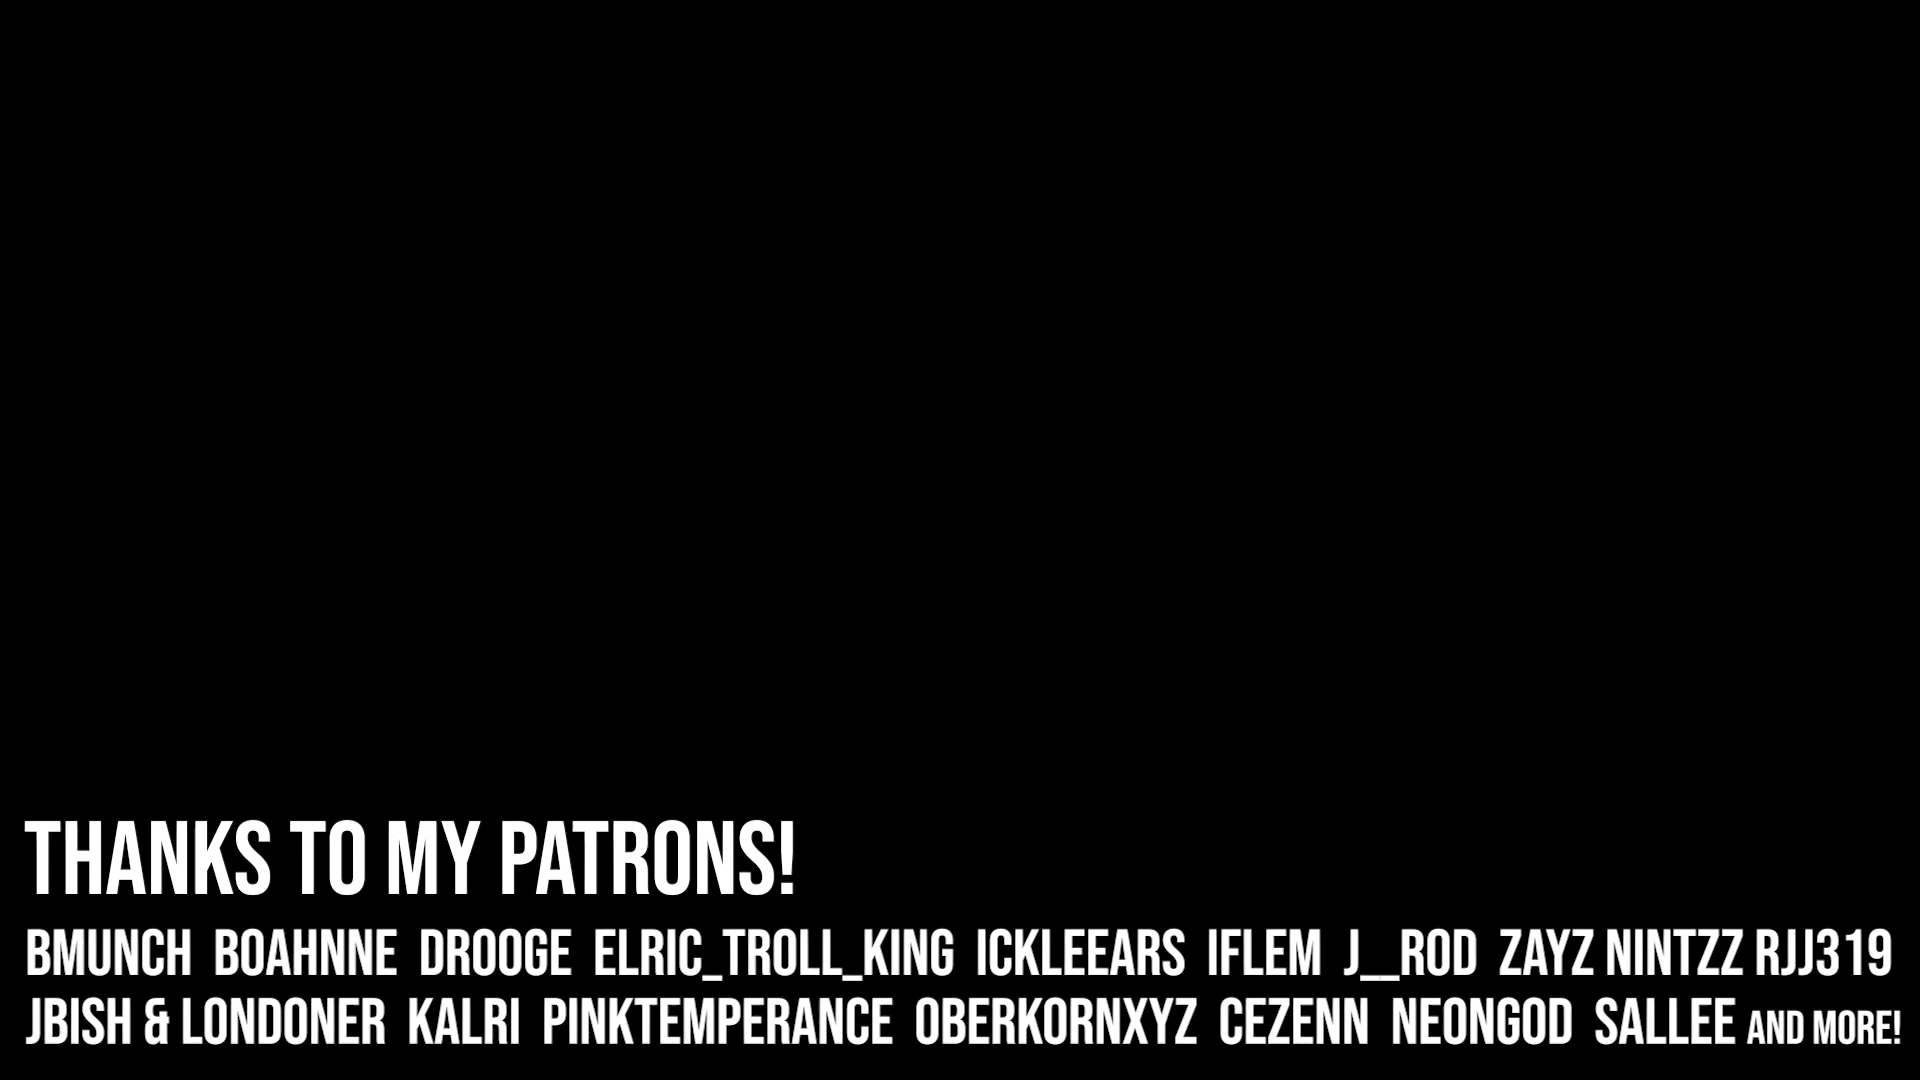 THANKS TO MY PATRONS!
BMUNCH BOAHNNE DROOGE ELRIC_TROLL_KING ICKLEEARS IFLEM J__ROD ZAYZ NINTZZ RJJ319
JBISH & LONDONER KALRI PINKTEMPERANCE OBERKORNXYZ CEZENN NEONGOD SALLEE AND MORE!